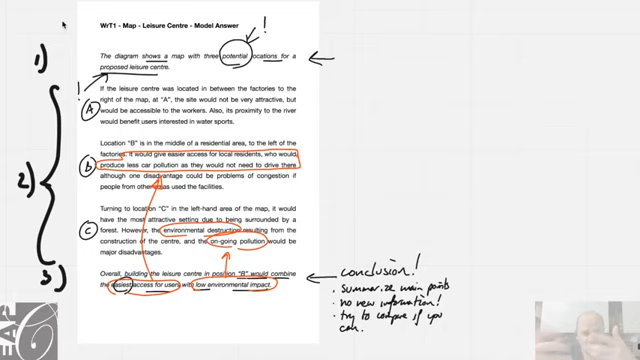 WrT1 - Map - Leisure Centre - Model Answer
!
1)
The diagram shows a map with three potential locations for a
proposed leisure centre.
!
If the leisure centre was located in between the factories to the
right of the map, at "A", the site would not be very attractive, but
A
would be accessible to the workers. Also, its proximity to the river
would benefit users interested in water sports.
Location "B" is in the middle of a residential area, to the left of the
factories. It would give easier access for local residents, who would
b
produce less car pollution as they would not need to drive there
2)
although one disadvantage could be problems of congestion if
people from other as used the facilities.
Turning to location "C" in the left-hand area of the map, it would
have the most attractive setting due to being surrounded by a
C
forest. However, the environmental destruction resulting from the
construction of the centre, and the on-going pollution would be
major disadvantages.
3)
Overall, building the leisure centre in position "B" would combine
the easiest access for users with low environmental impact.
conclusion!
• summarize main points
• no new information!
• try to compare if you
can.
EAP